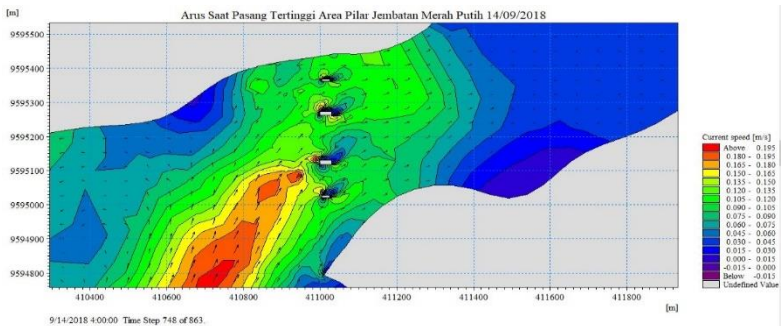 [m]
Arus Saat Pasang Tertinggi Area Pilar Jembatan Merah Putih 14/09/2018
9595500
9595400
9595300
9595200
9595100
9595000
9594900
9594800
410400 410600 410800 411000 411200 411400 411600 411800
[m]
Current speed [m/s]
Above 0.195
0.180 - 0.195
0.165 - 0.180
0.150 - 0.165
0.135 - 0.150
0.120 - 0.135
0.105 - 0.120
0.090 - 0.105
0.075 - 0.090
0.060 - 0.075
0.045 - 0.060
0.030 - 0.045
0.015 - 0.030
0.000 - 0.015
-0.015 - 0.000
Below -0.015
Undefined Value
9/14/2018 4:00:00 Time Step 748 of 863.